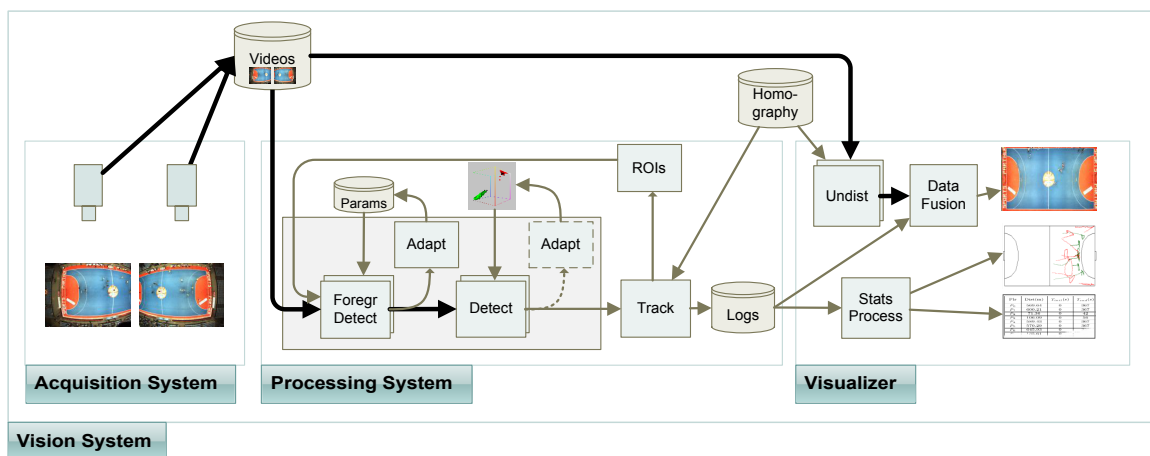 Videos
Homo-
graphy
ROIs
Params
Adapt
Adapt
Undist
Data
Fusion
Foregr
Detect
Detect
Track
Logs
Stats
Process
Acquisition System
Processing System
Visualizer
Vision System